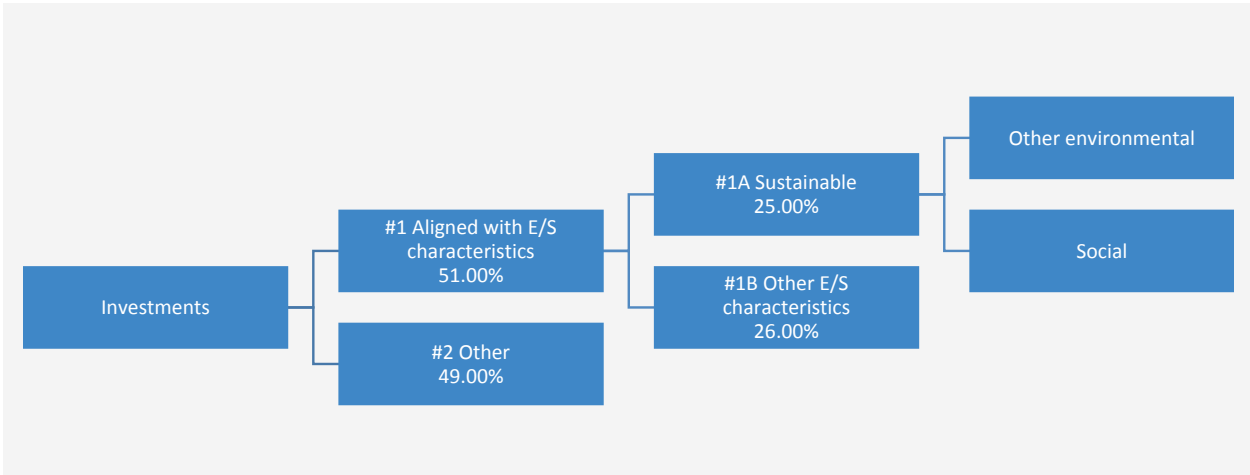 Investments
#1 Aligned with E/S
characteristics
51.00%
#2 Other
49.00%
#1A Sustainable
25.00%
#1B Other E/S
characteristics
26.00%
Other environmental
Social